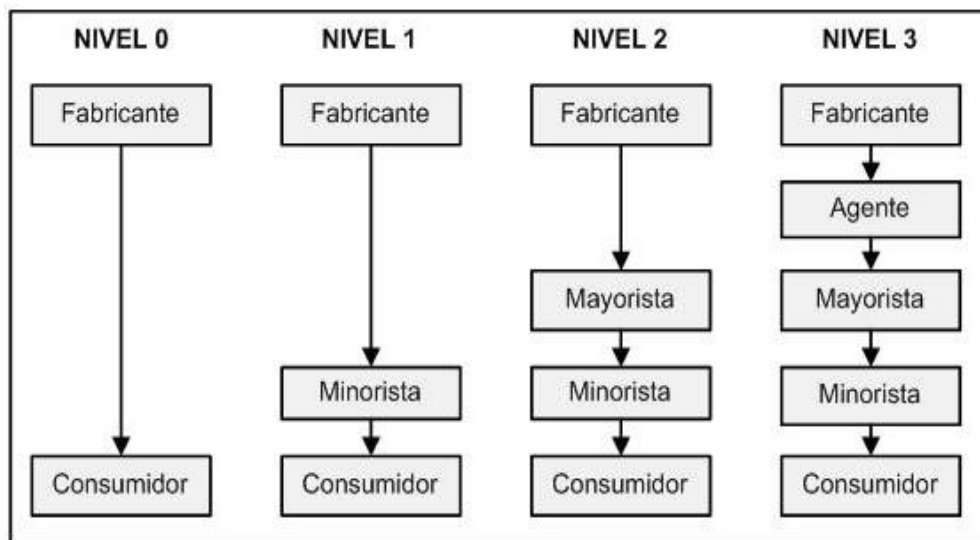 NIVEL 0
NIVEL 1
NIVEL 2
NIVEL 3
Fabricante
Fabricante
Fabricante
Fabricante
Agente
Mayorista
Mayorista
Minorista
Minorista
Minorista
Consumidor
Consumidor
Consumidor
Consumidor